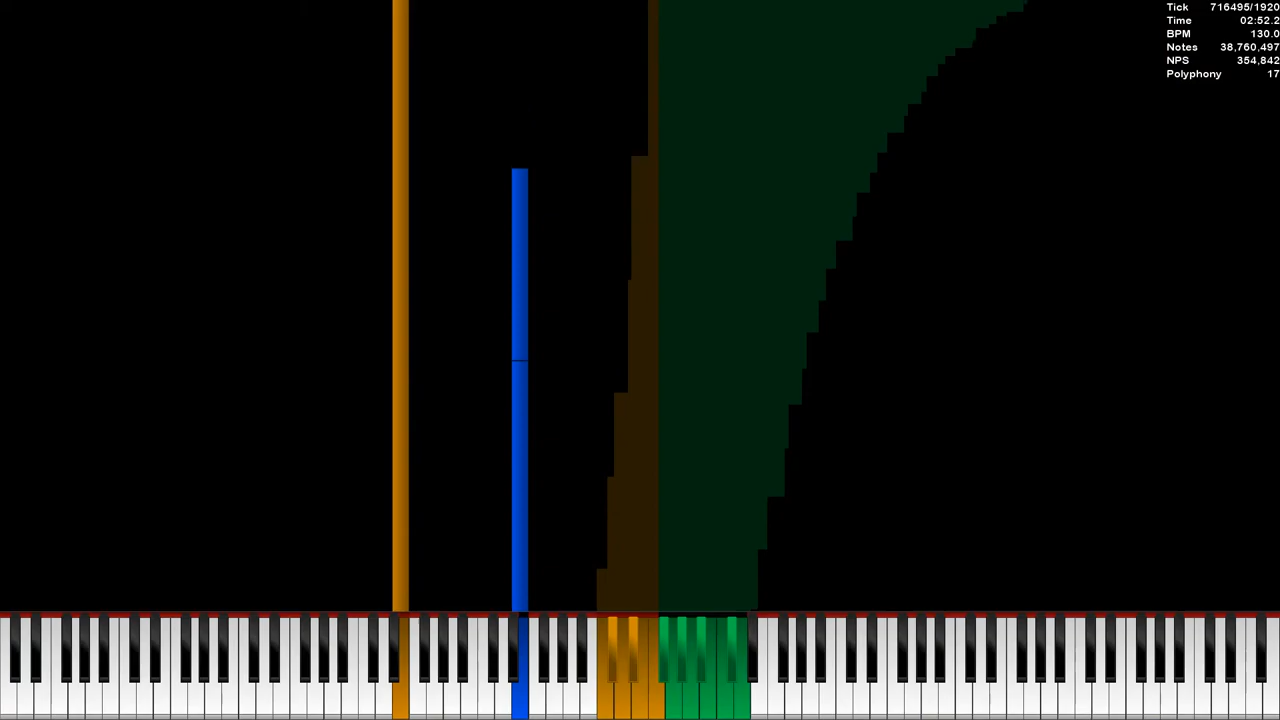 Tick 716495/1920
Time 02:52.2
BPM 130.0
Notes 38,760,497
NPS 354,842
Polyphony 17